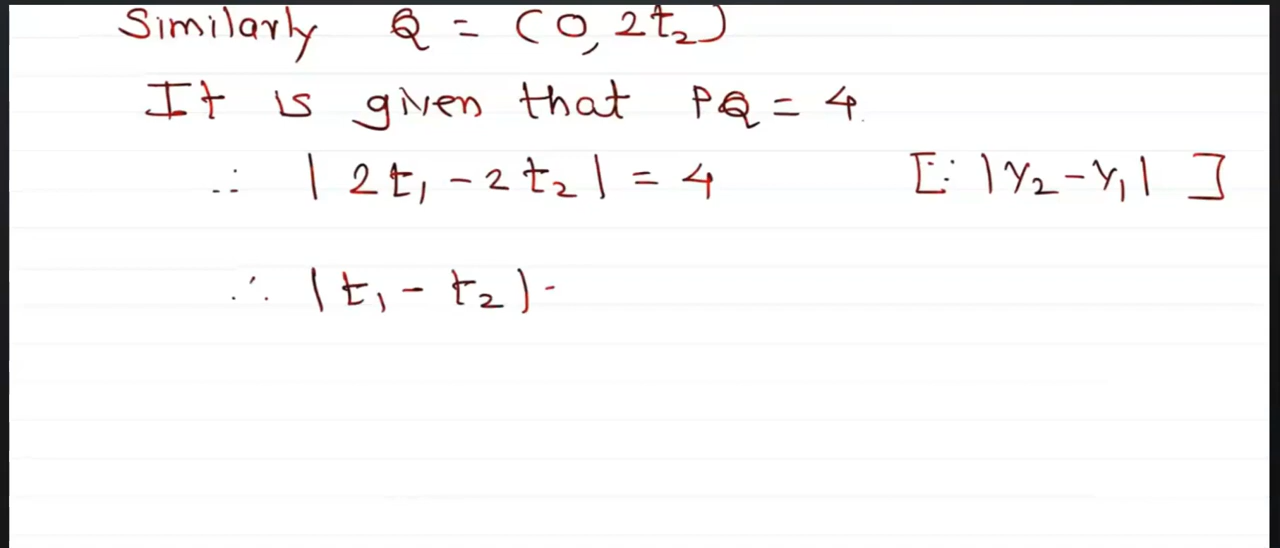 Similarly Q = (0, 2t₂)
It is given that PQ = 4.
∴ |2t₁ - 2t₂| = 4 [∵ |Y₂ - Y₁| ]
∴ |t₁ - t₂| -